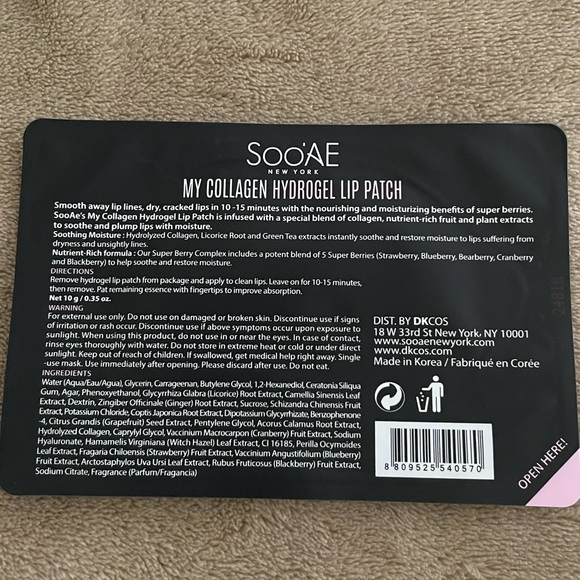 SOO'AE
NEW YORK
MY COLLAGEN HYDROGEL LIP PATCH
Smooth away lip lines, dry, cracked lips in 10 -15 minutes with the nourishing and moisturizing benefits of super berries.
SooAe's My Collagen Hydrogel Lip Patch is infused with a special blend of collagen, nutrient-rich fruit and plant extracts
to soothe and plump lips with moisture.
Soothing Moisture : Hydrolyzed Collagen, Licorice Root and Green Tea extracts instantly soothe and restore moisture to lips suffering from
dryness and unsightly lines.
Nutrient-Rich formula : Our Super Berry Complex includes a potent blend of 5 Super Berries (Strawberry, Blueberry, Bearberry, Cranberry
and Blackberry) to help soothe and restore moisture.
DIRECTIONS
Remove hydrogel lip patch from package and apply to clean lips. Leave on for 10-15 minutes,
then remove. Pat remaining essence with fingertips to improve absorption.
Net 10 g / 0.35 oz.
WARNING
For external use only. Do not use on damaged or broken skin. Discontinue use if signs
of irritation or rash occur. Discontinue use if above symptoms occur upon exposure to
sunlight. When using this product, do not use in or near the eyes. In case of contact,
rinse eyes thoroughly with water. Do not store in extreme heat or cold or under direct
sunlight. Keep out of reach of children. If swallowed, get medical help right away. Single
-use mask. Use immediately after opening. Please discard after use. Do not eat.
INGREDIENTS
Water (Aqua/Eau/Agua), Glycerin, Carrageenan, Butylene Glycol, 1,2-Hexanediol, Ceratonia Siliqua
Gum, Agar, Phenoxyethanol, Glycyrrhiza Glabra (Licorice) Root Extract, Camellia Sinensis Leaf
Extract, Dextrin, Zingiber Officinale (Ginger) Root Extract, Sucrose, Schizandra Chinensis Fruit
Extract, Potassium Chloride, Coptis Japonica Root Extract, Dipotassium Glycyrrhizate, Benzophenone
-4, Citrus Grandis (Grapefruit) Seed Extract, Pentylene Glycol, Acorus Calamus Root Extract,
Hydrolyzed Collagen, Caprylyl Glycol, Vaccinium Macrocarpon (Cranberry) Fruit Extract, Sodium
Hyaluronate, Hamamelis Virginiana (Witch Hazel) Leaf Extract, CI 16185, Perilla Ocymoides
Leaf Extract, Fragaria Chiloensis (Strawberry) Fruit Extract, Vaccinium Angustifolium (Blueberry)
Fruit Extract, Arctostaphylos Uva Ursi Leaf Extract, Rubus Fruticosus (Blackberry) Fruit Extract,
Sodium Citrate, Fragrance (Parfum/Fragancia)
DIST. BY DKCOS
18 W 33rd St New York, NY 10001
www.sooaenewyork.com
www.dkcos.com
Made in Korea / Fabriqué en Corée
8 809525 540570
OPEN HERE!